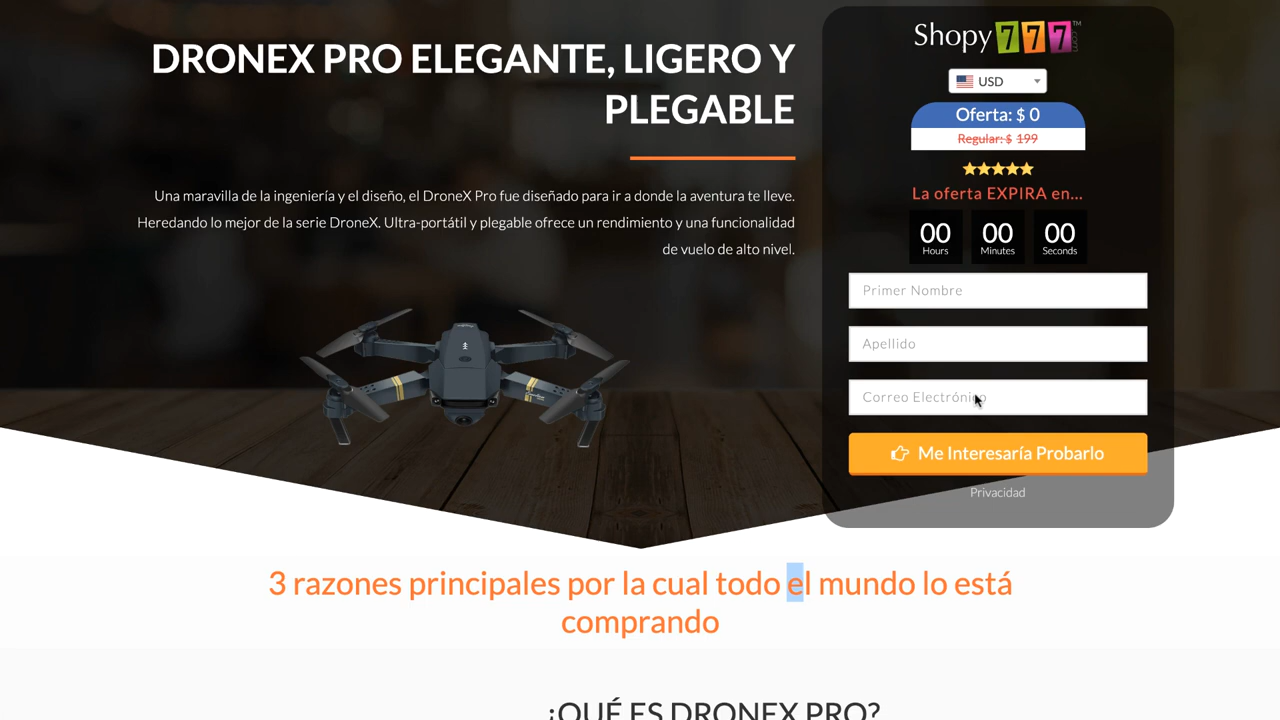 DRONEX PRO ELEGANTE, LIGERO Y
PLEGABLE
Una maravilla de la ingeniería y el diseño, el DroneX Pro fue diseñado para ir a donde la aventura te lleve.
Heredando lo mejor de la serie DroneX. Ultra-portátil y plegable ofrece un rendimiento y una funcionalidad
de vuelo de alto nivel.
Shopy777.com™
USD
Oferta: $ 0
Regular: $ 199
La oferta EXPIRA en...
00 00 00
Hours Minutes Seconds
Primer Nombre
Apellido
Correo Electrónico
Me Interesaría Probarlo
Privacidad
3 razones principales por la cual todo el mundo lo está
comprando
¿QUÉ ES DRONEX PRO?